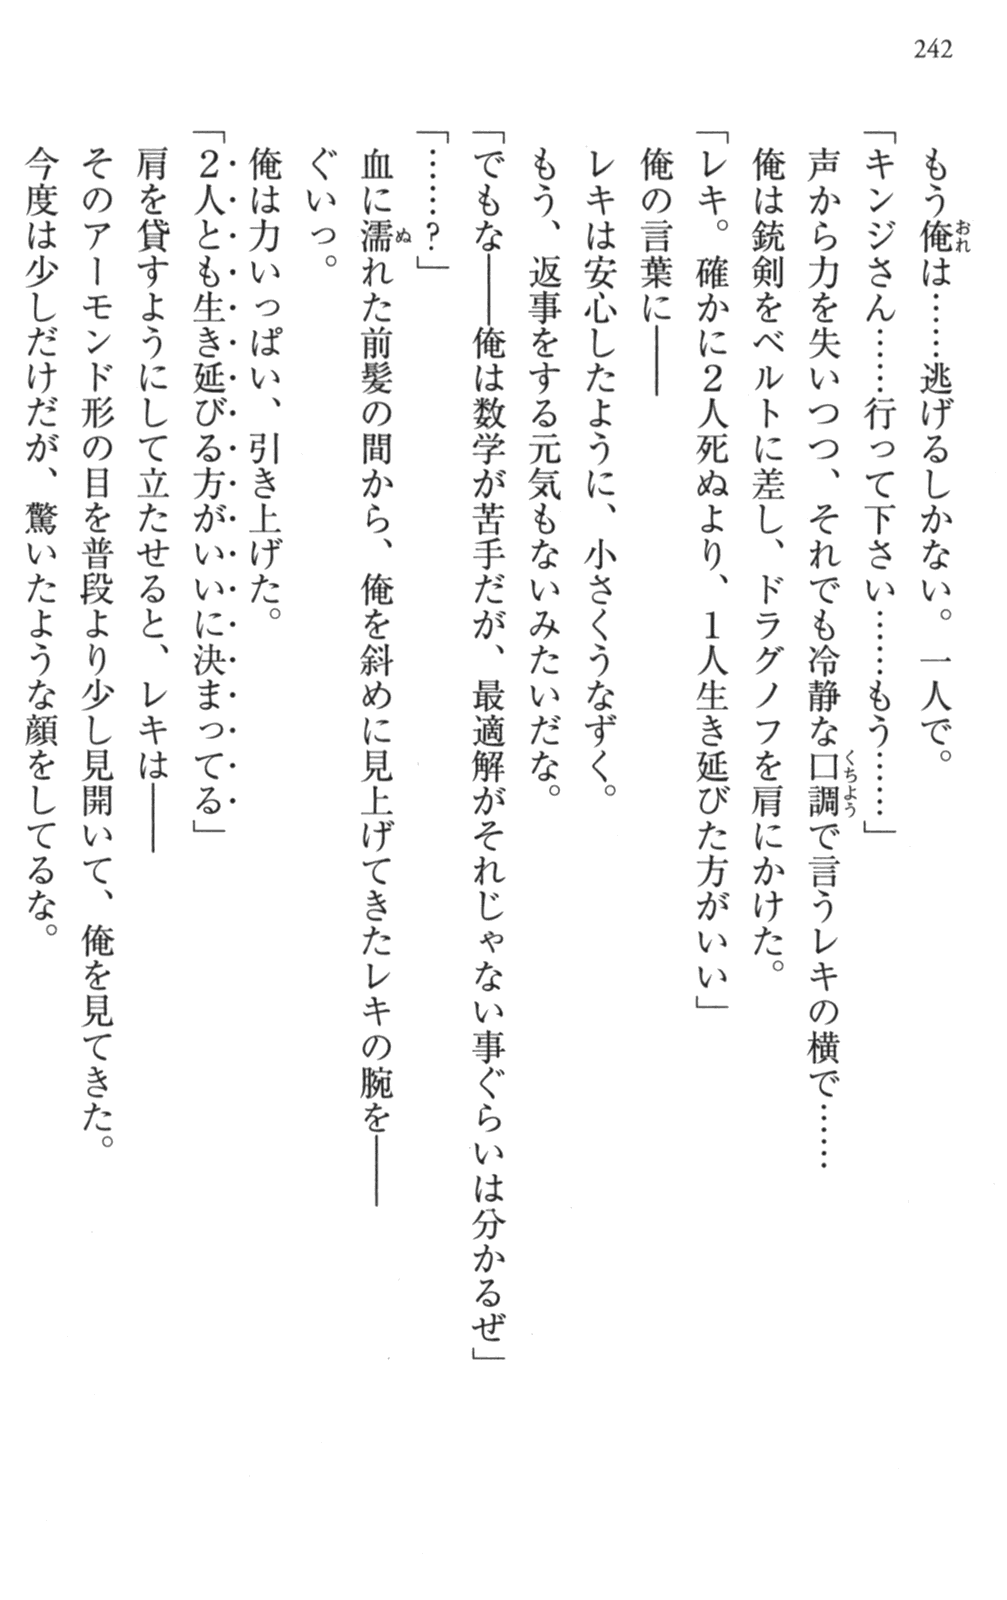 242
もう俺は……逃げるしかない。一人で。
「キンジさん……行って下さい……もう……」
声から力を失いつつ、それでも冷静な口調で言うレキの横で……
俺は銃剣をベルトに差し、ドラグノフを肩にかけた。
「レキ。確かに2人死ぬより、1人生き延びた方がいい」
俺の言葉に――
レキは安心したように、小さくうなずく。
もう、返事をする元気もないみたいだな。
「でもな――俺は数学が苦手だが、最適解がそれじゃない事ぐらいは分かるぜ」
「……?」
血に濡れた前髪の間から、俺を斜めに見上げてきたレキの腕を――
ぐいっ。
俺は力いっぱい、引き上げた。
「2人とも生き延びる方がいいに決まってる」
肩を貸すようにして立たせると、レキは――
そのアーモンド形の目を普段より少し見開いて、俺を見てきた。
今度は少しだけだが、驚いたような顔をしてるな。